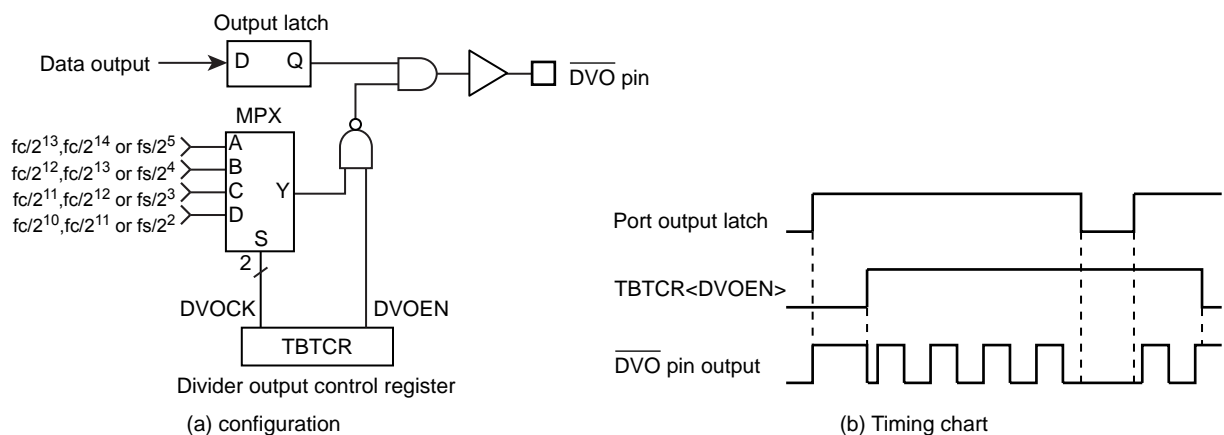 Output latch
Data output
D Q
DVO pin
MPX
fc/2^13,fc/2^14 or fs/2^5
A
fc/2^12,fc/2^13 or fs/2^4
B
fc/2^11,fc/2^12 or fs/2^3
C
Y
fc/2^10,fc/2^11 or fs/2^2
D
S
2
DVOCK
DVOEN
TBTCR
Divider output control register
(a) configuration
Port output latch
TBTCR<DVOEN>
DVO pin output
(b) Timing chart